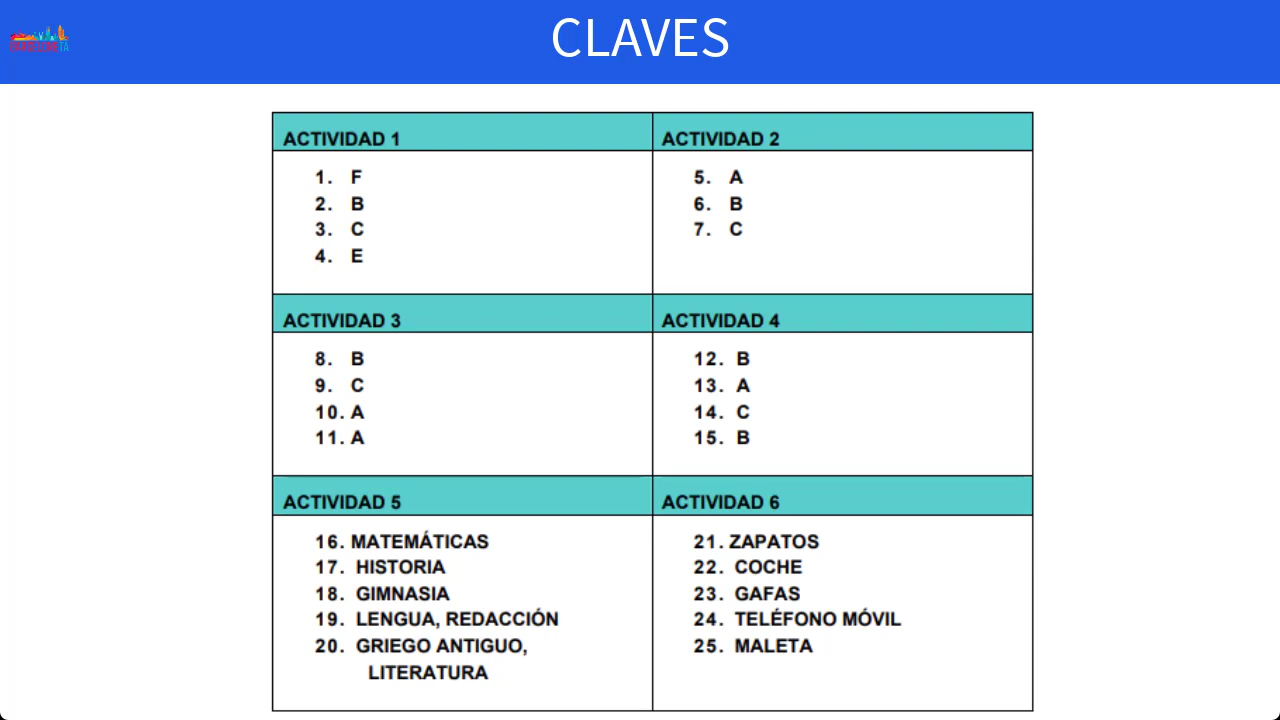 CLAVES
ACTIVIDAD 1
1. F
2. B
3. C
4. E
ACTIVIDAD 2
5. A
6. B
7. C
ACTIVIDAD 3
8. B
9. C
10. A
11. A
ACTIVIDAD 4
12. B
13. A
14. C
15. B
ACTIVIDAD 5
16. MATEMÁTICAS
17. HISTORIA
18. GIMNASIA
19. LENGUA, REDACCIÓN
20. GRIEGO ANTIGUO,
LITERATURA
ACTIVIDAD 6
21. ZAPATOS
22. COCHE
23. GAFAS
24. TELÉFONO MÓVIL
25. MALETA